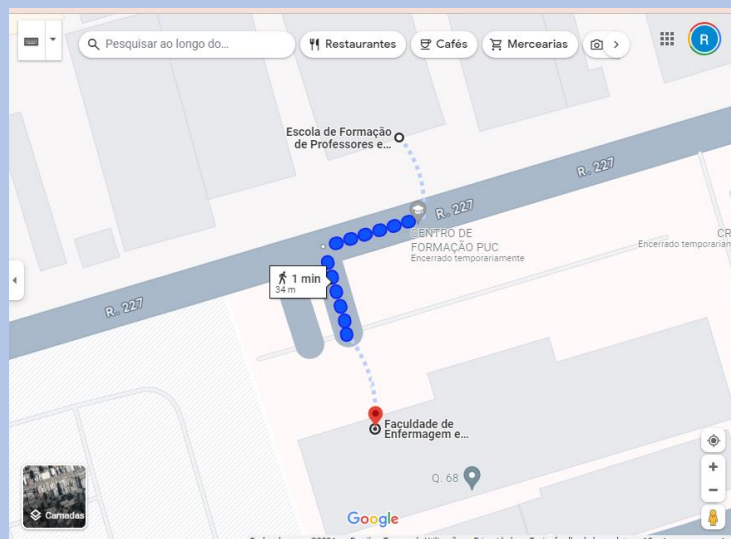 Pesquisar ao longo do...
Restaurantes
Cafés
Mercearias
R
Escola de Formação
de Professores e...
R. 227
R. 227
CENTRO DE
FORMAÇÃO PUC
Encerrado temporariamente
CR
Encerrado temporariam
1 min
34 m
R. 227
Faculdade de
Enfermagem e...
Q. 68
Camadas
Google